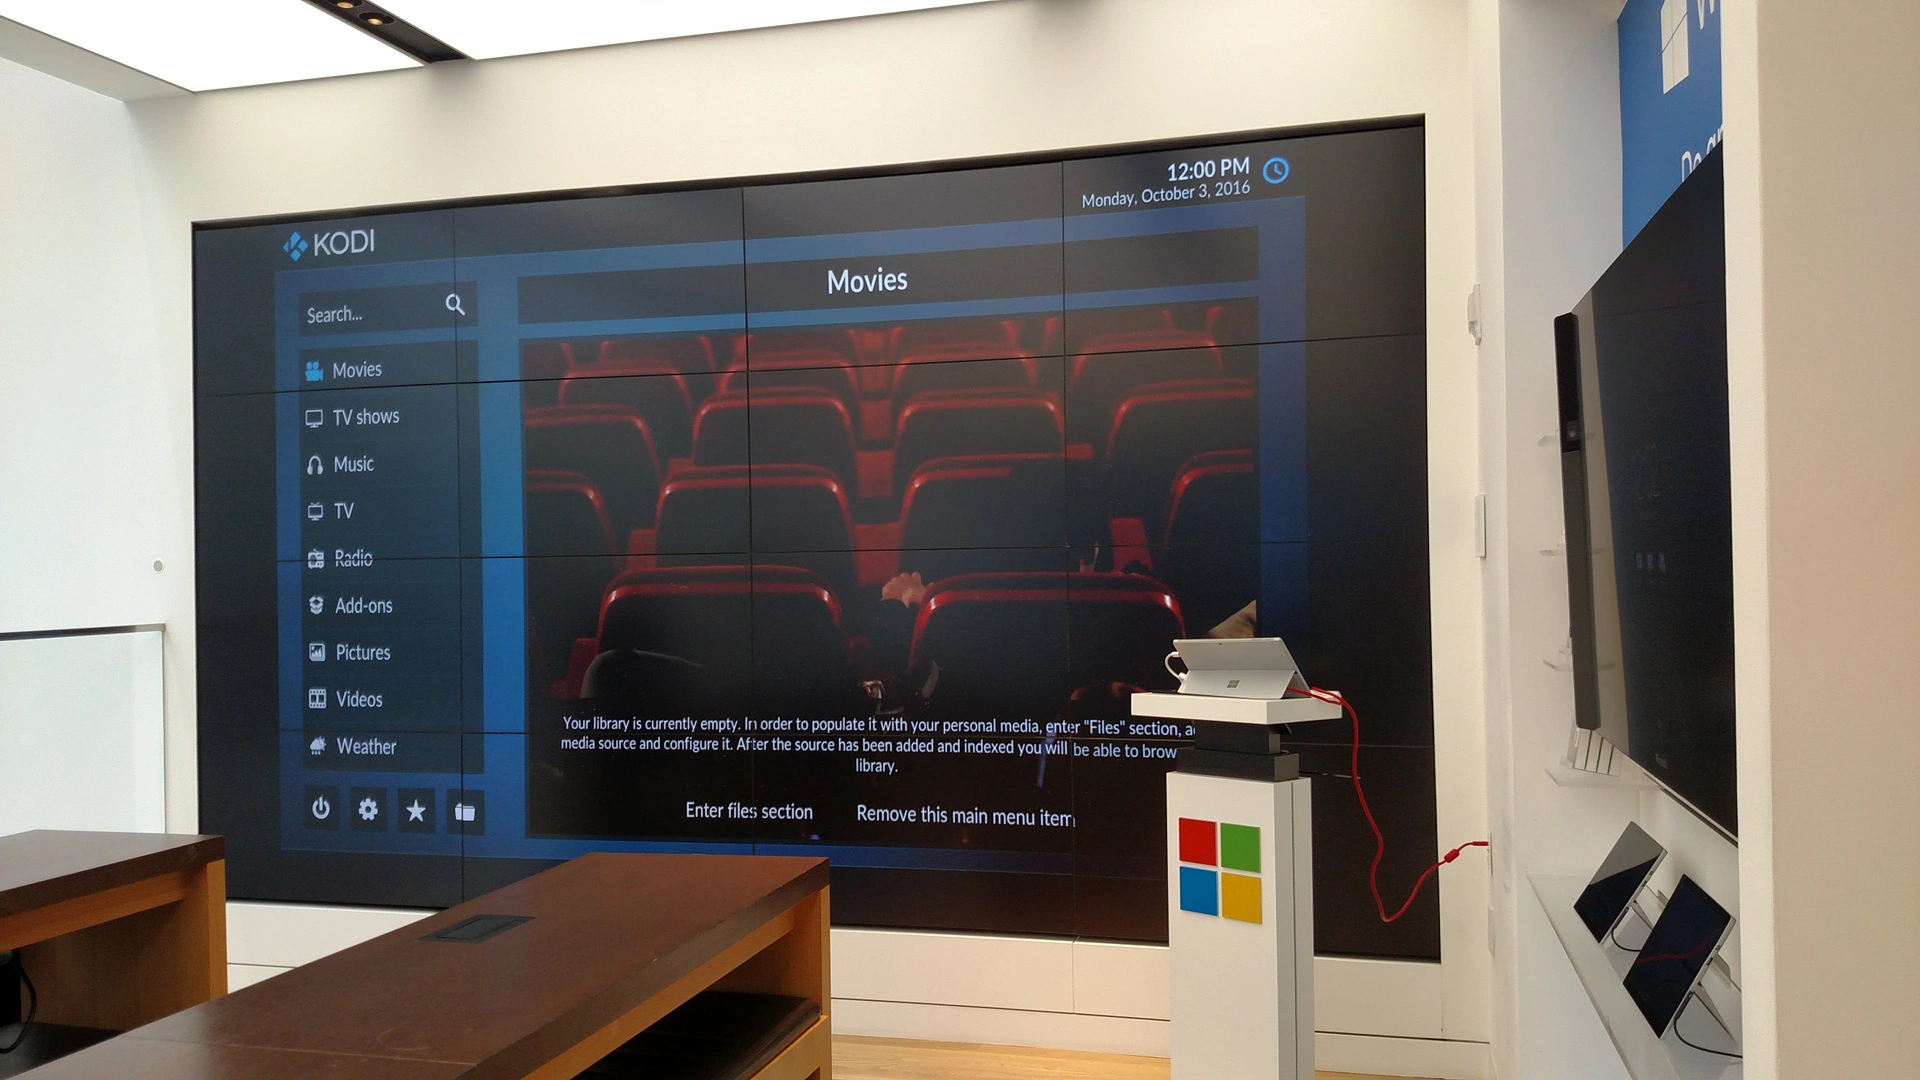 12:00 PM
Monday, October 3, 2016
KODI
Movies
Search...
Movies
TV shows
Music
TV
Radio
Add-ons
Pictures
Videos
Weather
Your library is currently empty. In order to populate it with your personal media, enter "Files" section,
media source and configure it. After the source has been added and indexed you will be able to
library.
Enter files section
Remove this main menu item